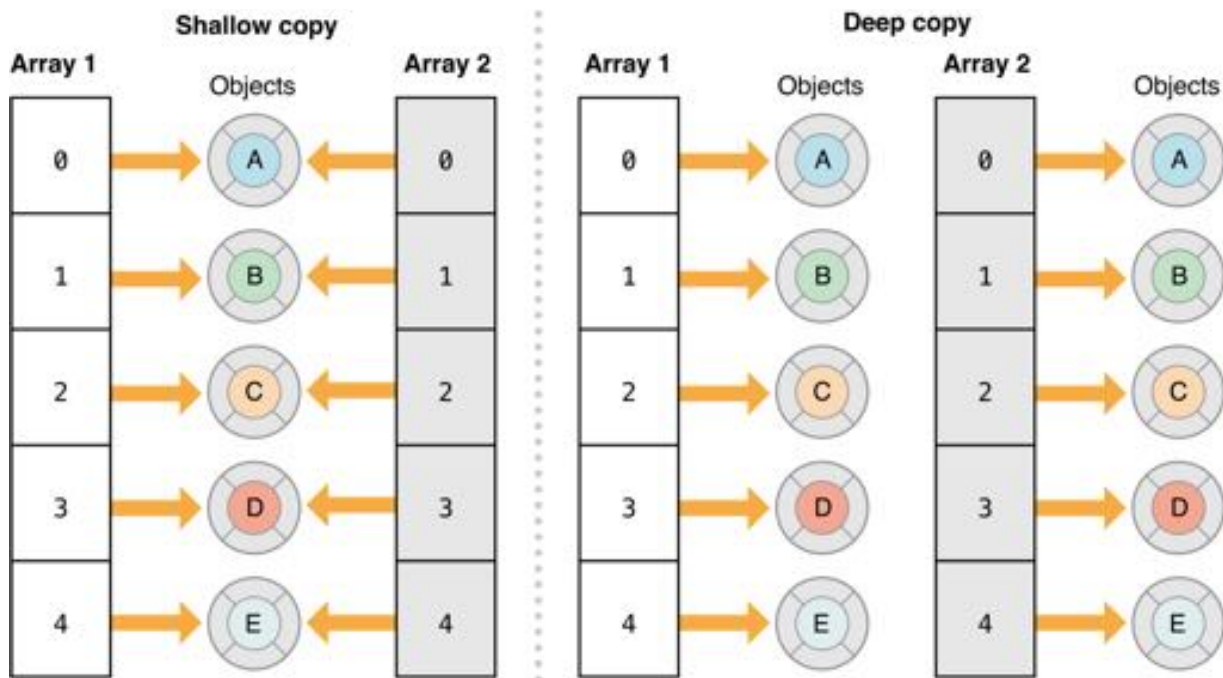 Shallow copy
Deep copy
Array 1 Objects Array 2
Array 1 Objects Array 2 Objects
0 A 0
0 A 0 A
1 B 1
1 B 1 B
2 C 2
2 C 2 C
3 D 3
3 D 3 D
4 E 4
4 E 4 E